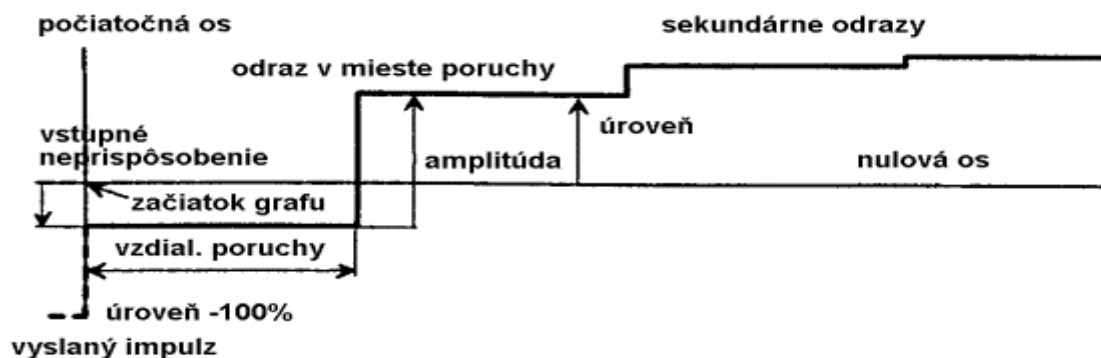 počiatočná os
sekundárne odrazy
odraz v mieste poruchy
vstupné
neprispôsobenie
amplitúda
úroveň
nulová os
začiatok grafu
vzdial. poruchy
úroveň -100%
vyslaný impulz